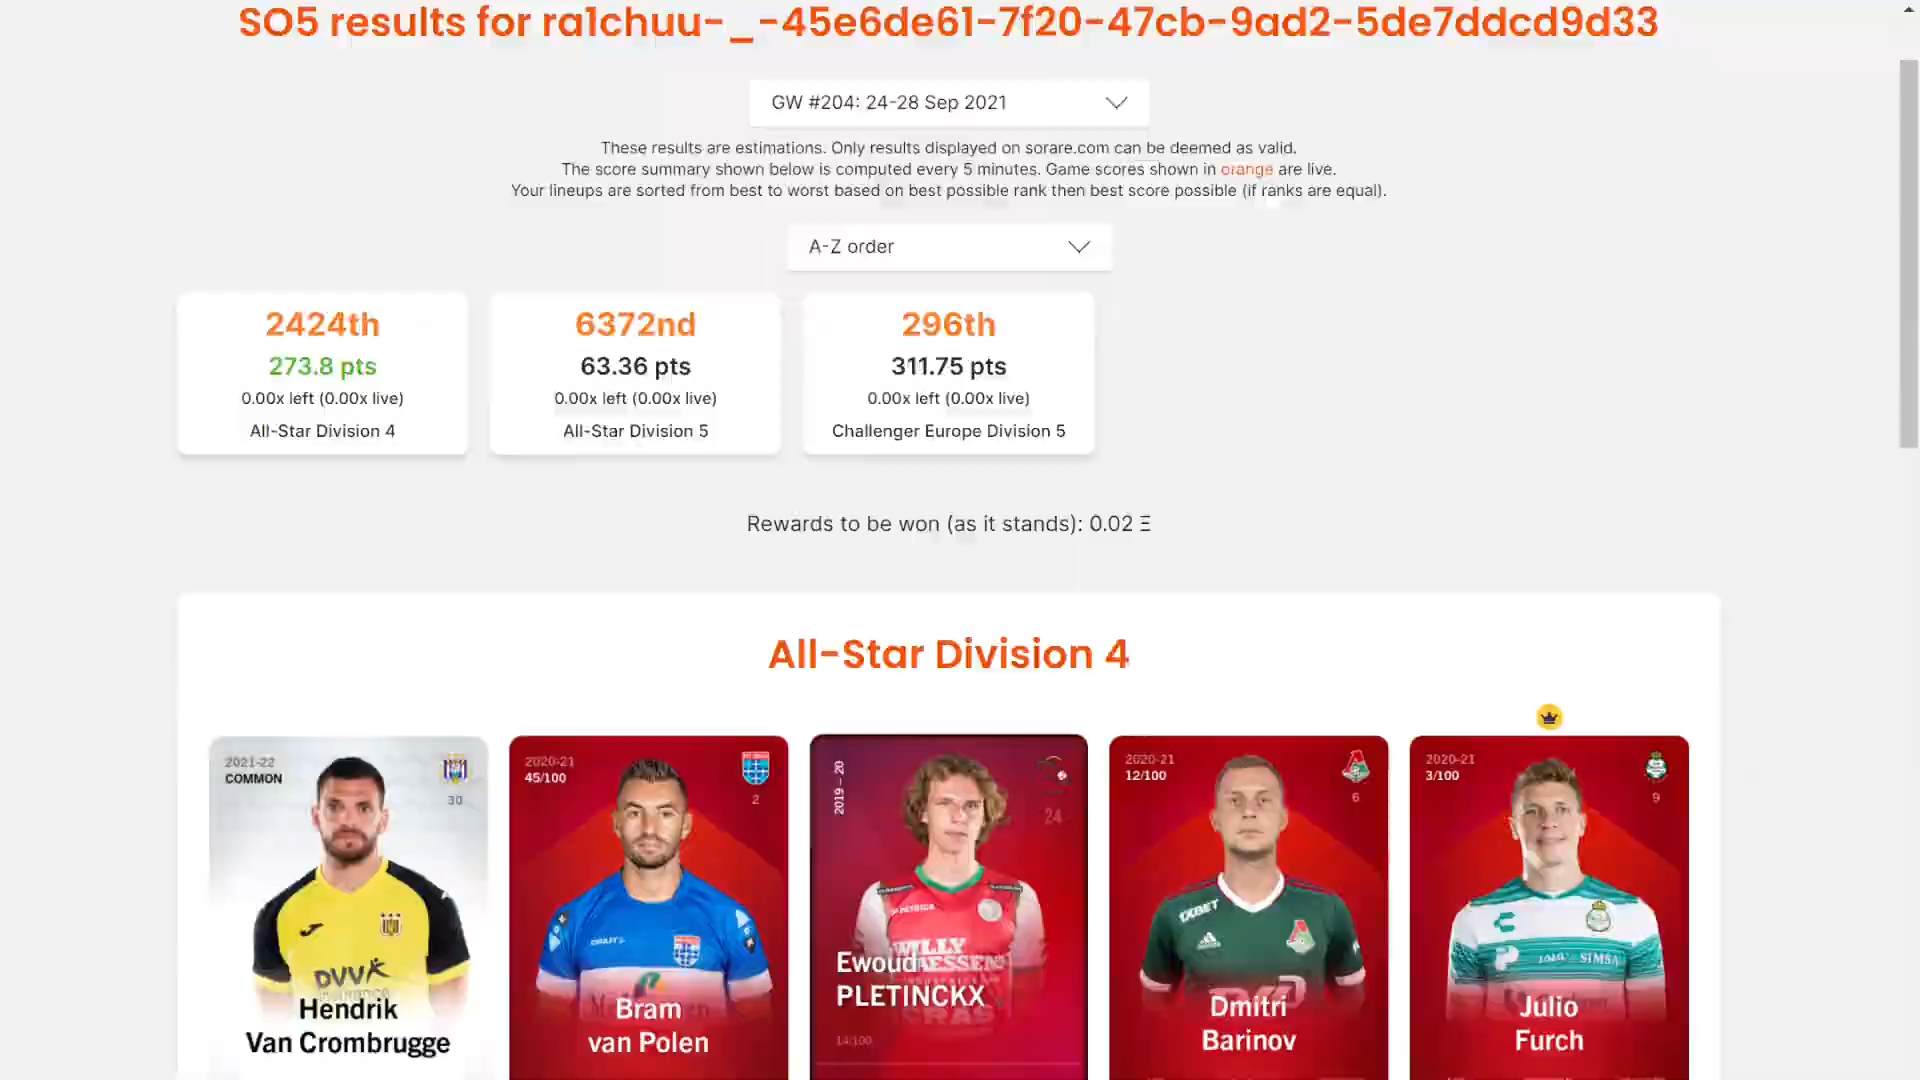 SO5 results for ra1chuu-_-45e6de61-7f20-47cb-9ad2-5de7ddcd9d33
GW #204: 24-28 Sep 2021
These results are estimations. Only results displayed on sorare.com can be deemed as valid.
The score summary shown below is computed every 5 minutes. Game scores shown in orange are live.
Your lineups are sorted from best to worst based on best possible rank then best score possible (if ranks are equal).
A-Z order
2424th
273.8 pts
0.00x left (0.00x live)
All-Star Division 4
6372nd
63.36 pts
0.00x left (0.00x live)
All-Star Division 5
296th
311.75 pts
0.00x left (0.00x live)
Challenger Europe Division 5
Rewards to be won (as it stands): 0.02 Ξ
All-Star Division 4
2021-22
COMMON
30
DVV
Hendrik
Van Crombrugge
2020-21
45/100
2
Bram
van Polen
2019 - 20
24
PATRICK
WILLY
Ewoud
PLETINCKX
14/100
2020-21
12/100
6
1XBET
Dmitri
Barinov
2020-21
3/100
9
SIMSA
Julio
Furch